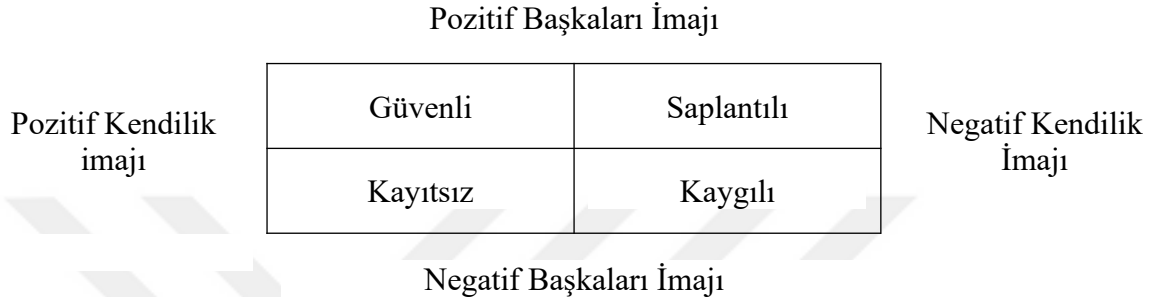 Pozitif Başkaları İmajı
Güvenli
Saplantılı
Pozitif Kendilik
imajı
Negatif Kendilik
İmajı
Kayıtsız
Kaygılı
Negatif Başkaları İmajı